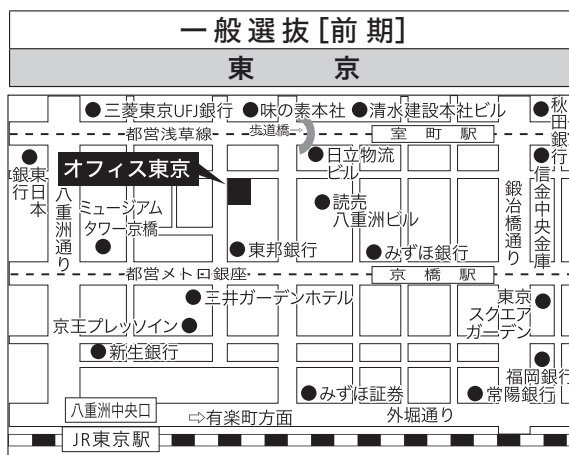 一般選抜[前期]
東京
三菱東京UFJ銀行
味の素本社
清水建設本社ビル
秋田銀行
都営浅草線
歩道橋→
室町駅
東日本銀行
オフィス東京
日立物流
ビル
信金中央金庫
八重洲通り
ミュージアム
タワー京橋
読売
八重洲ビル
鍛冶橋通り
東邦銀行
みずほ銀行
都営メトロ銀座
京橋駅
三井ガーデンホテル
東京
スクエア
ガーデン
京王プレッソイン
新生銀行
福岡銀行
みずほ証券
常陽銀行
八重洲中央口
⇨有楽町方面
外堀通り
JR東京駅